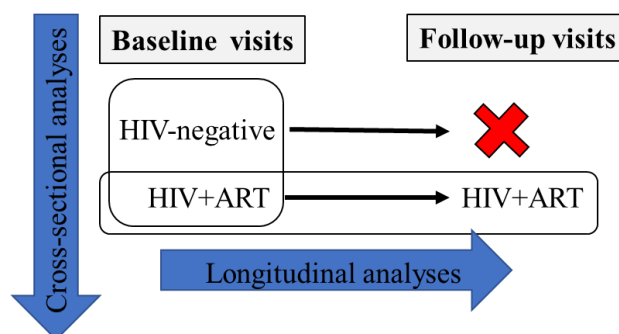 Baseline visits
Follow-up visits
Cross-sectional analyses
HIV-negative
HIV+ART
HIV+ART
Longitudinal analyses